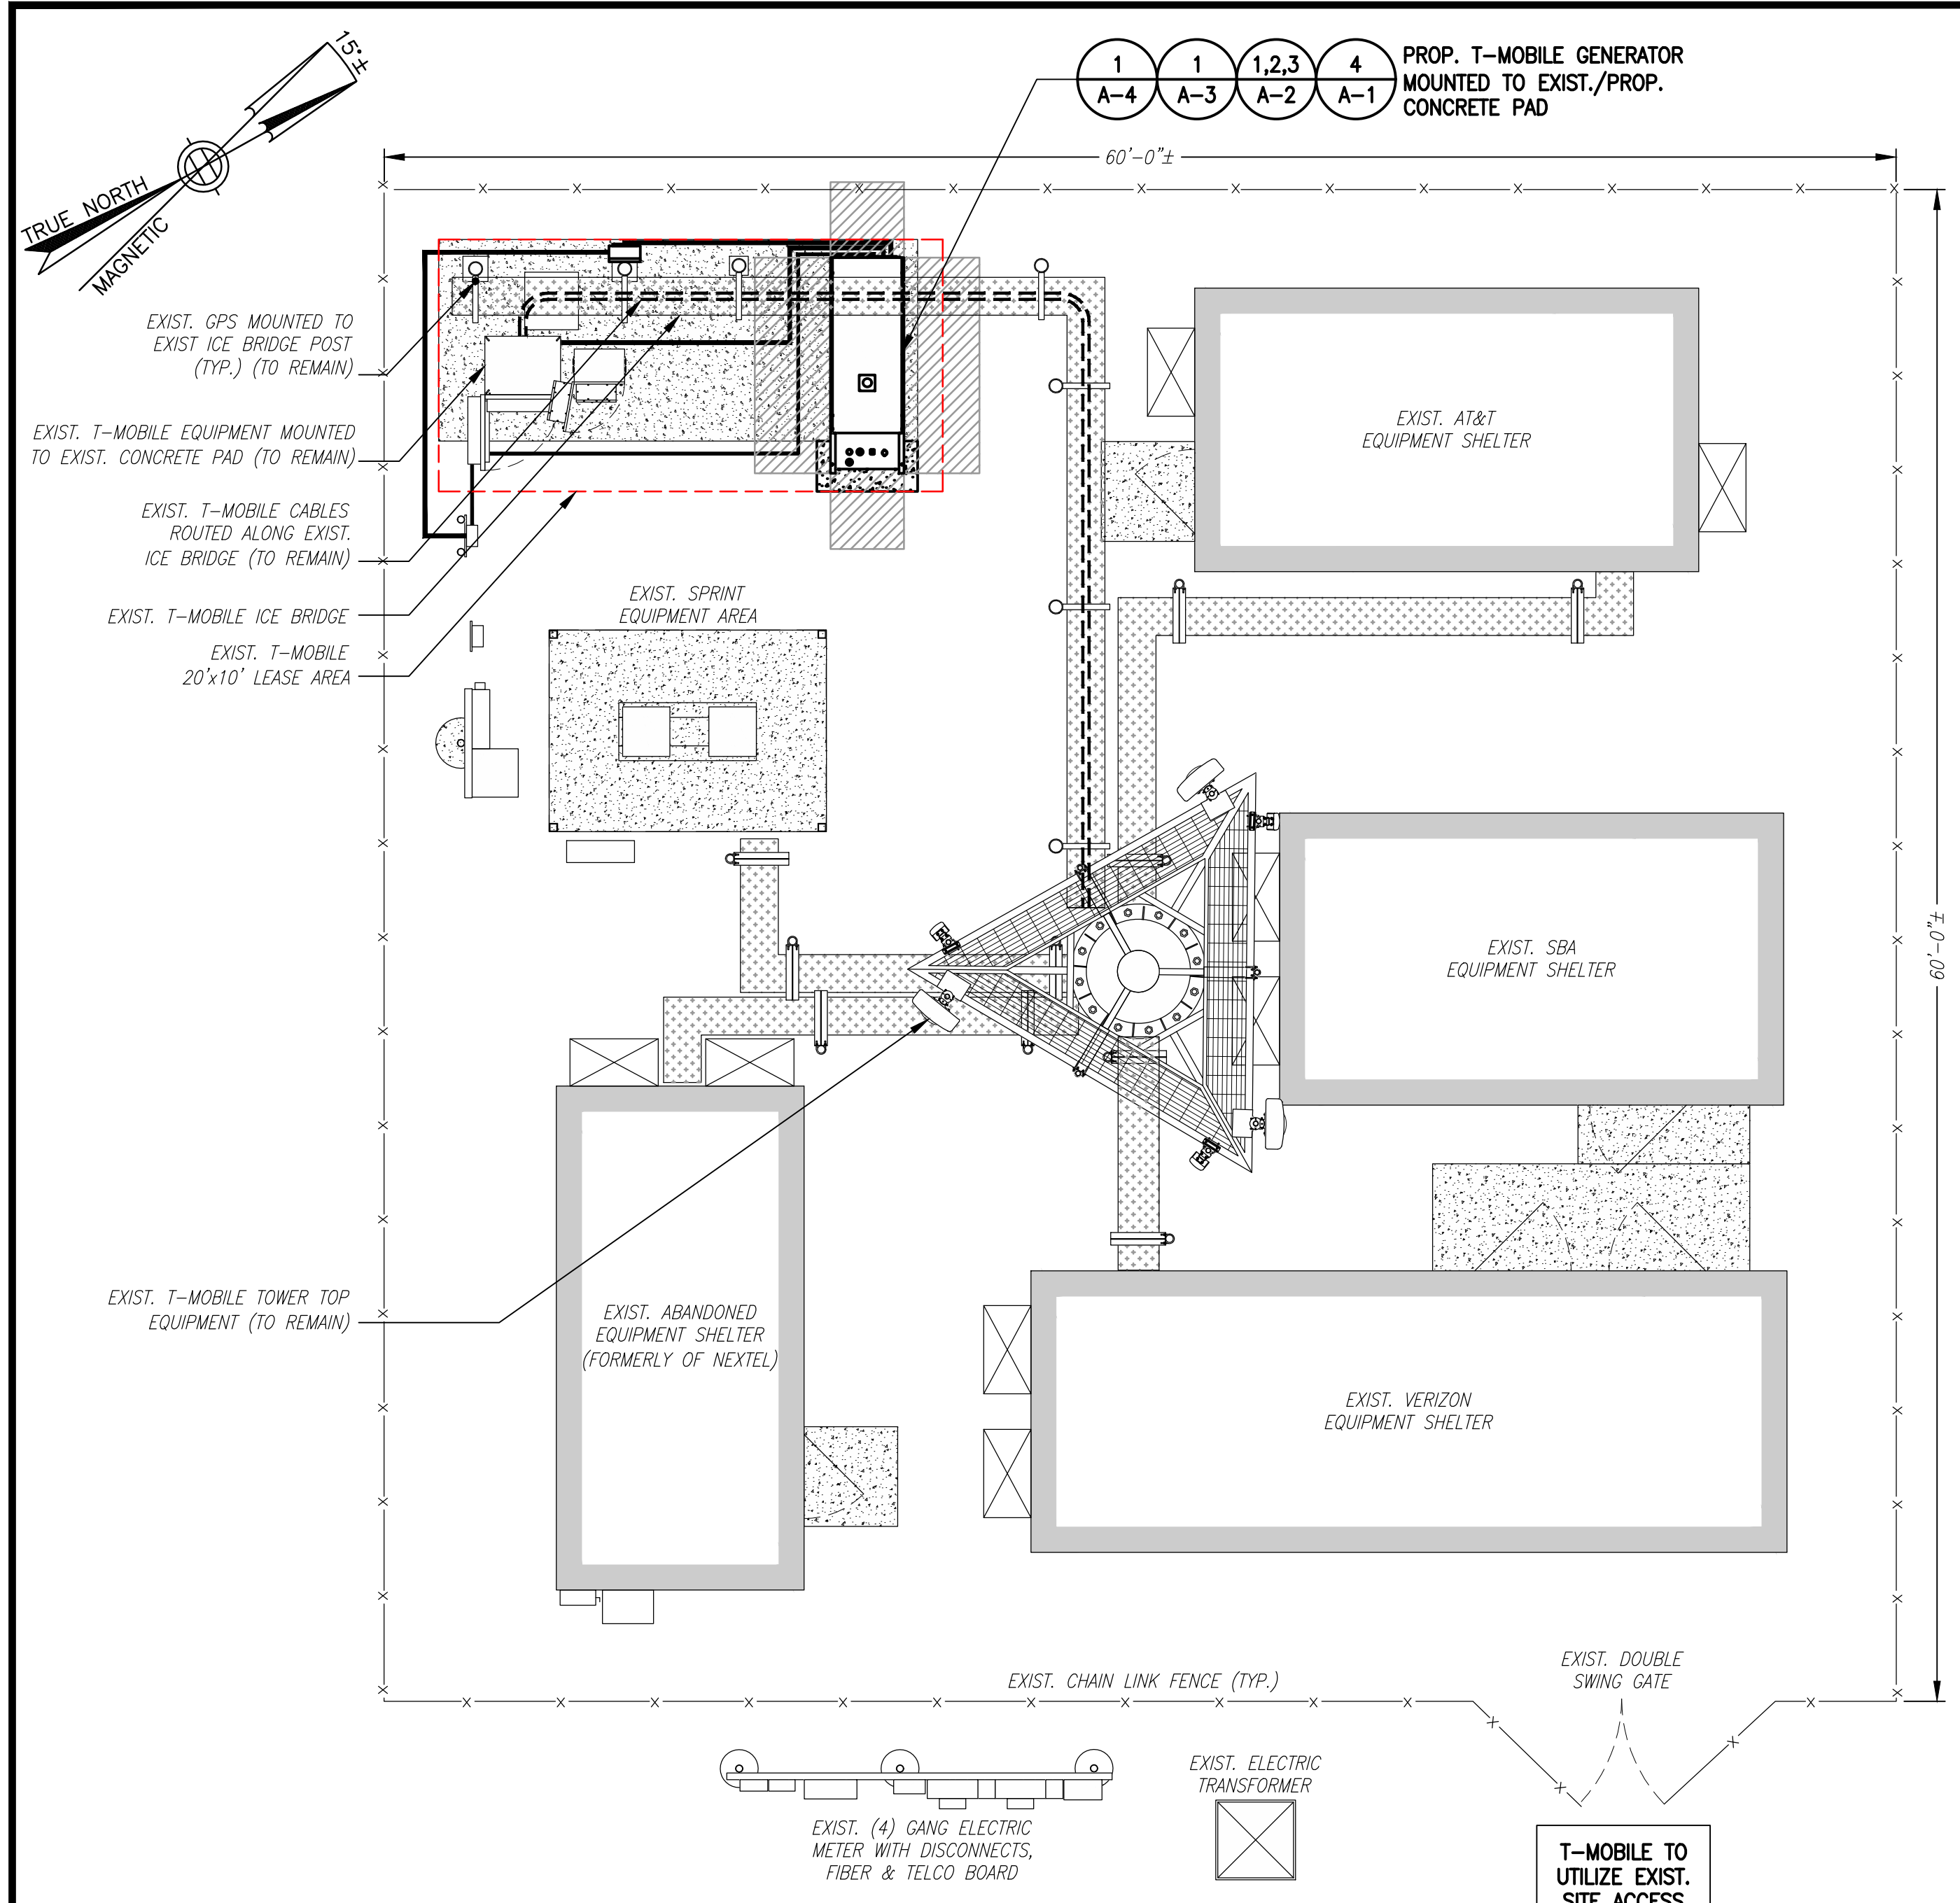 15°±
TRUE NORTH
MAGNETIC
1
A-4
1
A-3
1,2,3
A-2
4
A-1
PROP. T-MOBILE GENERATOR
MOUNTED TO EXIST./PROP.
CONCRETE PAD
60'-0"±
EXIST. GPS MOUNTED TO
EXIST ICE BRIDGE POST
(TYP.) (TO REMAIN)
EXIST. T-MOBILE EQUIPMENT MOUNTED
TO EXIST. CONCRETE PAD (TO REMAIN)
EXIST. T-MOBILE CABLES
ROUTED ALONG EXIST.
ICE BRIDGE (TO REMAIN)
EXIST. T-MOBILE ICE BRIDGE
EXIST. T-MOBILE
20'x10' LEASE AREA
EXIST. AT&T
EQUIPMENT SHELTER
EXIST. SPRINT
EQUIPMENT AREA
EXIST. SBA
EQUIPMENT SHELTER
60'-0"±
EXIST. T-MOBILE TOWER TOP
EQUIPMENT (TO REMAIN)
EXIST. ABANDONED
EQUIPMENT SHELTER
(FORMERLY OF NEXTEL)
EXIST. VERIZON
EQUIPMENT SHELTER
EXIST. CHAIN LINK FENCE (TYP.)
EXIST. DOUBLE
SWING GATE
EXIST. (4) GANG ELECTRIC
METER WITH DISCONNECTS,
FIBER & TELCO BOARD
EXIST. ELECTRIC
TRANSFORMER
T-MOBILE TO
UTILIZE EXIST.
SITE ACCESS